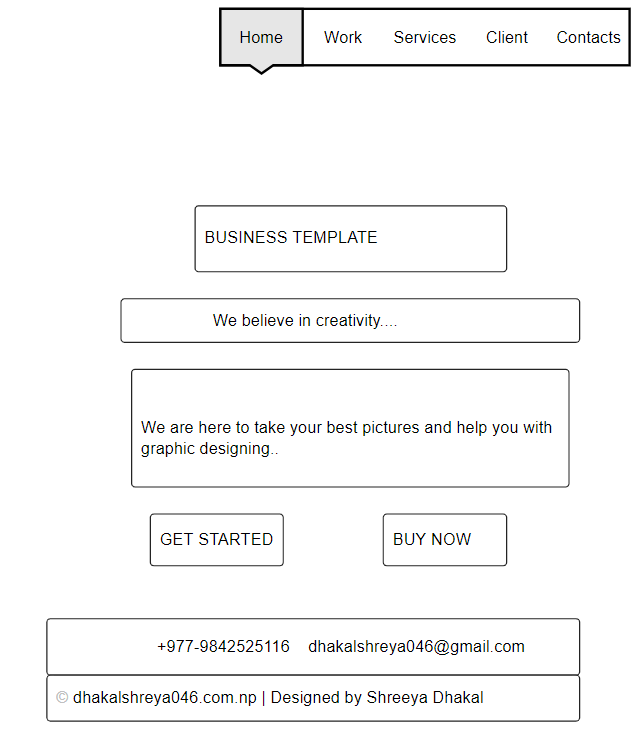 Home Work Services Client Contacts
BUSINESS TEMPLATE
We believe in creativity....
We are here to take your best pictures and help you with
graphic designing..
GET STARTED BUY NOW
+977-9842525116 dhakalshreya046@gmail.com
© dhakalshreya046.com.np | Designed by Shreeya Dhakal